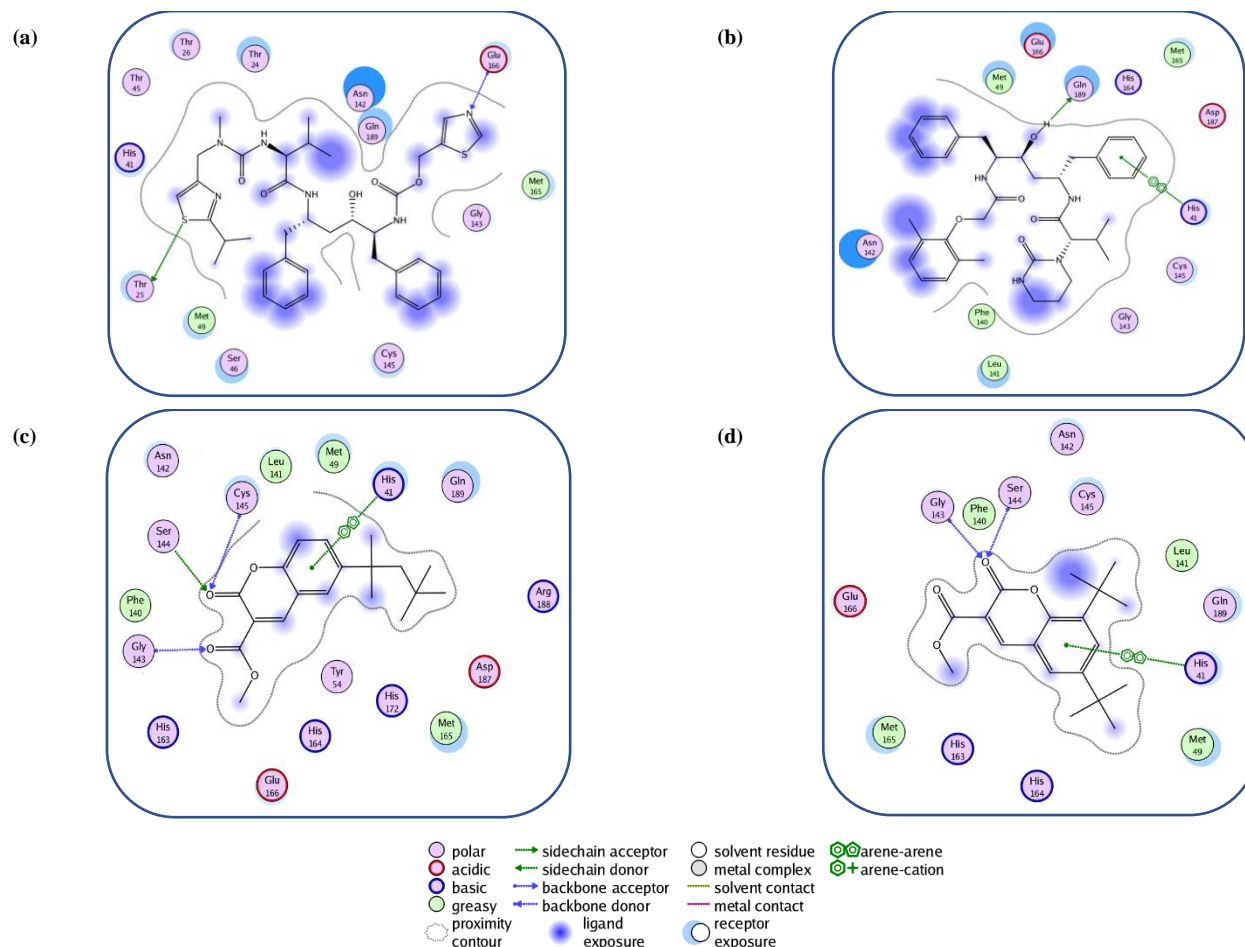 (a)
Thr
26
Thr
24
Thr
45
Asn
142
Gln
189
Glu
166
His
41
Met
165
Gly
143
Thr
25
Met
49
Ser
46
Cys
145
N
H
N
O
N
S
O
NH
OH
O
O
NH
N
S
(b)
Glu
166
Met
49
Gln
189
His
164
Met
165
Asp
187
His
41
Asn
142
Cys
145
Gly
143
Phe
140
Leu
141
H
O
NH
O
O
NH
O
O
N
NH
(c)
Asn
142
Leu
141
Met
49
His
41
Gln
189
Cys
145
Ser
144
Phe
140
Gly
143
Arg
188
Tyr
54
Asp
187
His
172
Met
165
His
163
His
164
Glu
166
O
O
O
O
(d)
Asn
142
Ser
144
Gly
143
Phe
140
Cys
145
Leu
141
Glu
166
Gln
189
His
41
Met
165
His
163
Met
49
His
164
O
O
O
O
polar
sidechain acceptor
solvent residue
arene-arene
acidic
sidechain donor
metal complex
arene-cation
basic
backbone acceptor
solvent contact
greasy
backbone donor
metal contact
proximity
contour
ligand
exposure
receptor
exposure